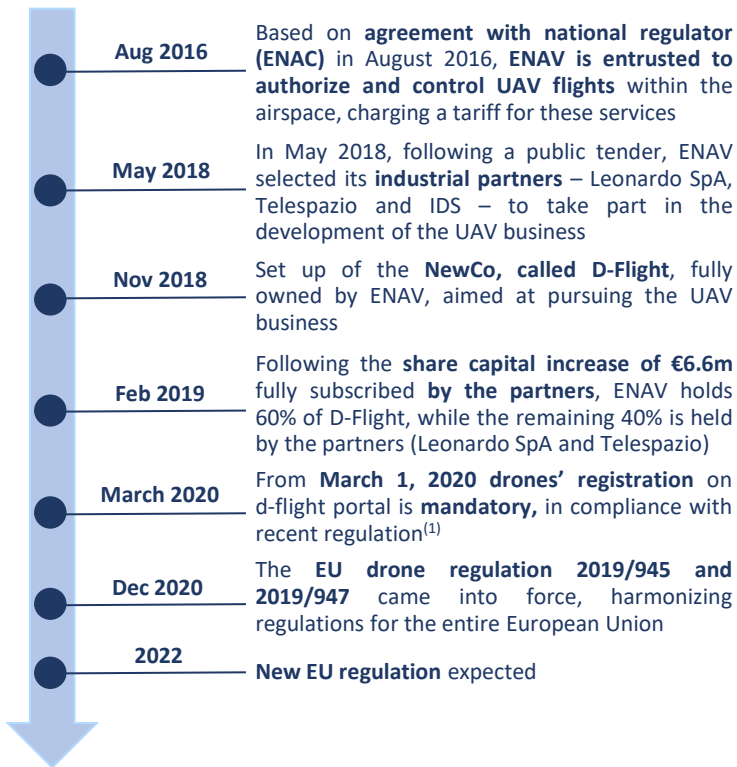 Aug 2016
Based on agreement with national regulator
(ENAC) in August 2016, ENAV is entrusted to
authorize and control UAV flights within the
airspace, charging a tariff for these services
May 2018
In May 2018, following a public tender, ENAV
selected its industrial partners – Leonardo SpA,
Telespazio and IDS – to take part in the
development of the UAV business
Nov 2018
Set up of the NewCo, called D-Flight, fully
owned by ENAV, aimed at pursuing the UAV
business
Feb 2019
Following the share capital increase of €6.6m
fully subscribed by the partners, ENAV holds
60% of D-Flight, while the remaining 40% is held
by the partners (Leonardo SpA and Telespazio)
March 2020
From March 1, 2020 drones’ registration on
d-flight portal is mandatory, in compliance with
recent regulation(1)
Dec 2020
The EU drone regulation 2019/945 and
2019/947 came into force, harmonizing
regulations for the entire European Union
2022
New EU regulation expected